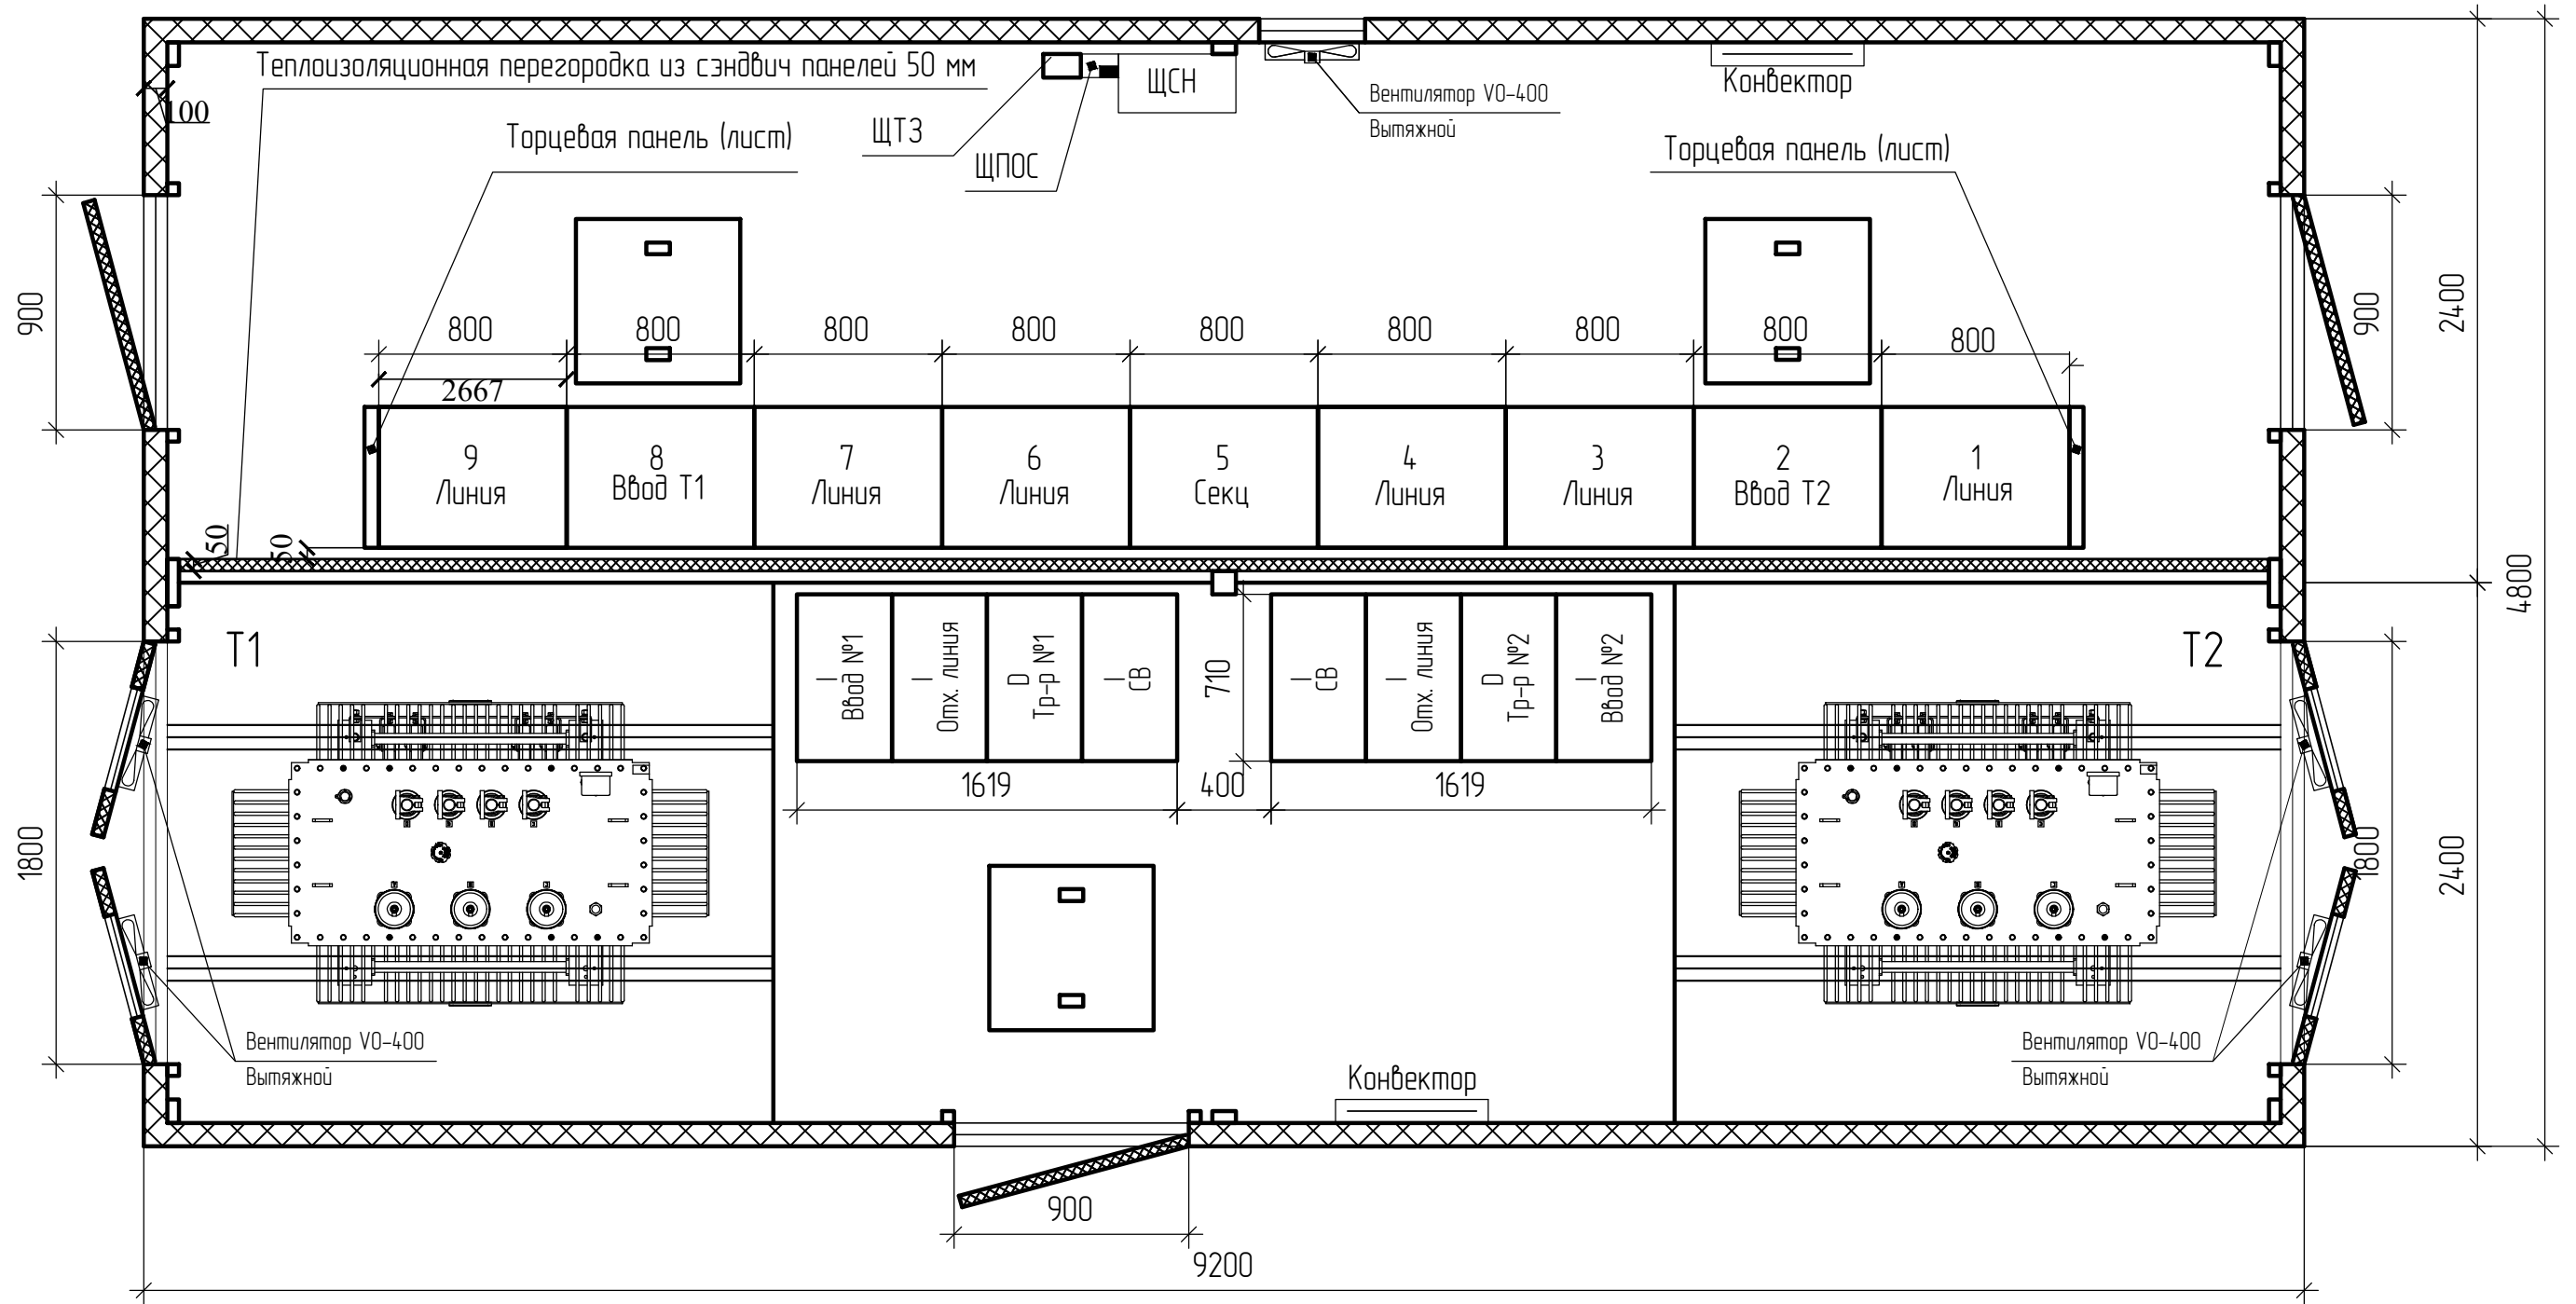 Теплоизоляционная перегородка из сэндвич панелей 50 мм
100
Торцевая панель (лист)
ЩТЗ
ЩПОС
ЩСН
Вентилятор VO-400
Вытяжной
Конвектор
Торцевая панель (лист)
900
800
800
800
800
800
800
800
800
800
2667
900
2400
4800
9
Линия
8
Ввод Т1
7
Линия
6
Линия
5
Секц
4
Линия
3
Линия
2
Ввод Т2
1
Линия
50
50
Т1
I
Ввод №1
I
Отх. линия
D
Тр-р №1
I
СВ
710
I
СВ
I
Отх. линия
D
Тр-р №2
I
Ввод №2
Т2
1619
400
1619
1800
1800
2400
Вентилятор VO-400
Вытяжной
Конвектор
Вентилятор VO-400
Вытяжной
900
9200